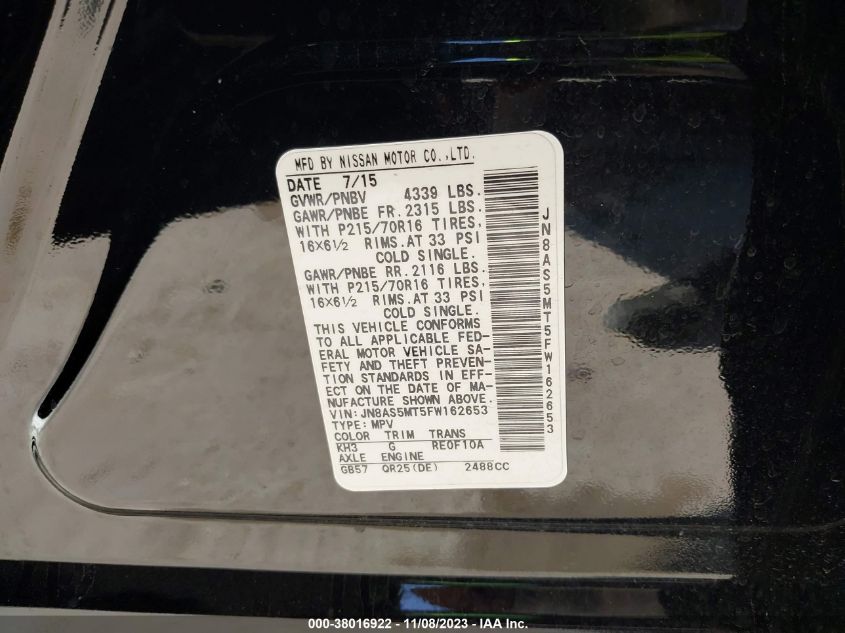 MFD BY NISSAN MOTOR CO.,LTD.
DATE 7/15
GVWR/PNBV 4339 LBS.
GAWR/PNBE FR. 2315 LBS.
WITH P215/70R16 TIRES,
16X6½ RIMS. AT 33 PSI
COLD SINGLE.
GAWR/PNBE RR. 2116 LBS.
WITH P215/70R16 TIRES,
16X6½ RIMS. AT 33 PSI
COLD SINGLE.
THIS VEHICLE CONFORMS
TO ALL APPLICABLE FED-
ERAL MOTOR VEHICLE SA-
FETY AND THEFT PREVEN-
TION STANDARDS IN EFF-
ECT ON THE DATE OF MA-
NUFACTURE SHOWN ABOVE.
VIN: JN8AS5MT5FW162653
TYPE: MPV
COLOR TRIM TRANS
KH3 G RE0F10A
AXLE ENGINE
GB57 QR25(DE) 2488CC
JN8AS5MT5FW162653
000-38016922 - 11/08/2023 - IAA Inc.